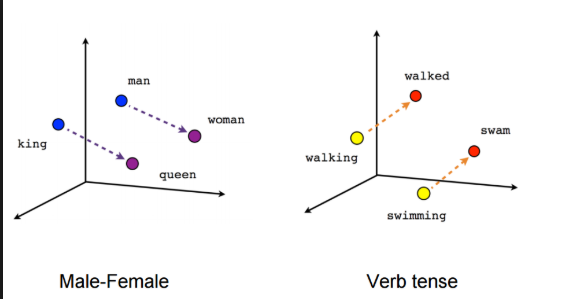 man
woman
king
queen
Male-Female
walked
swam
walking
swimming
Verb tense